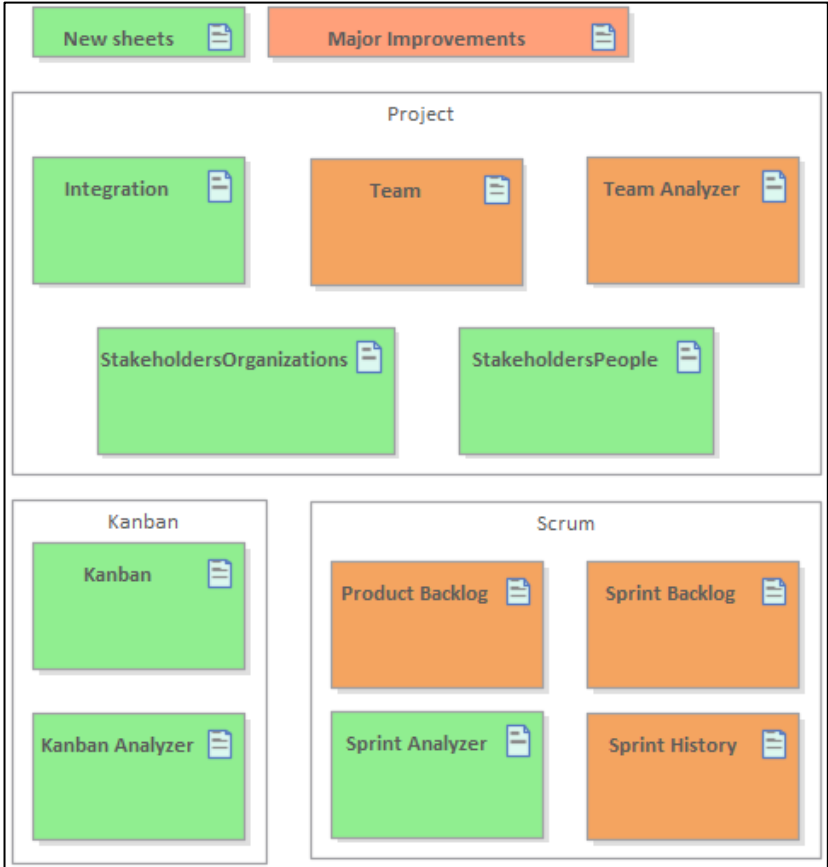 New sheets
Major Improvements
Project
Integration
Team
Team Analyzer
StakeholdersOrganizations
StakeholdersPeople
Kanban
Kanban
Kanban Analyzer
Scrum
Product Backlog
Sprint Backlog
Sprint Analyzer
Sprint History